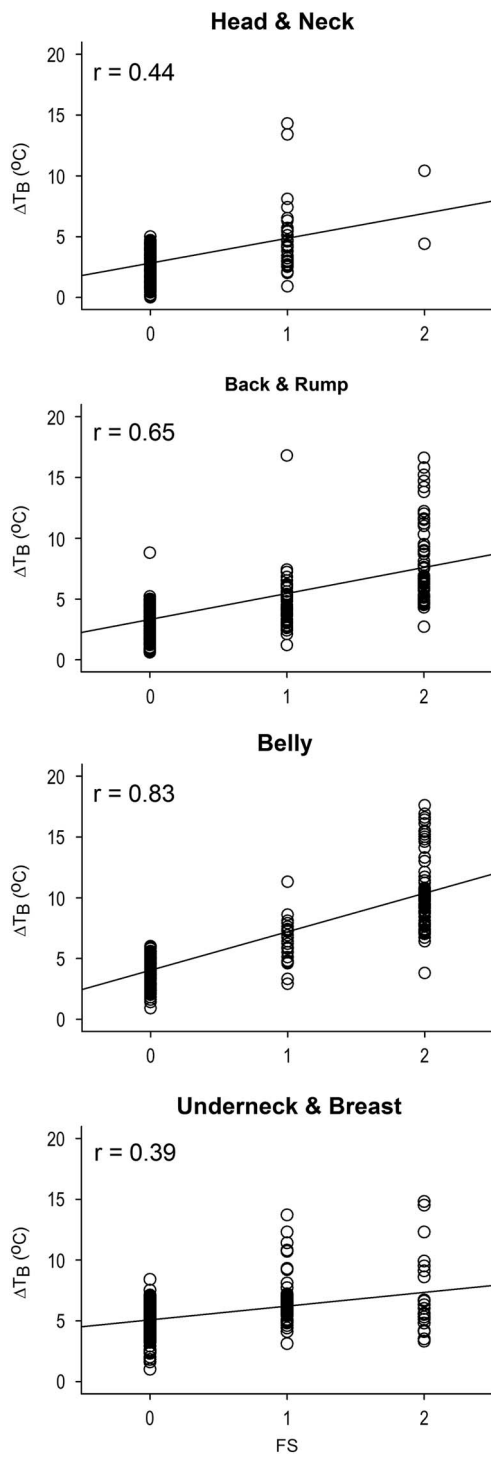 Head & Neck
r = 0.44
20
15
10
5
0
ΔTB (ºC)
0 1 2
Back & Rump
r = 0.65
20
15
10
5
0
ΔTB (ºC)
0 1 2
Belly
r = 0.83
20
15
10
5
0
ΔTB (ºC)
0 1 2
Underneck & Breast
r = 0.39
20
15
10
5
0
ΔTB (ºC)
0 1 2
FS